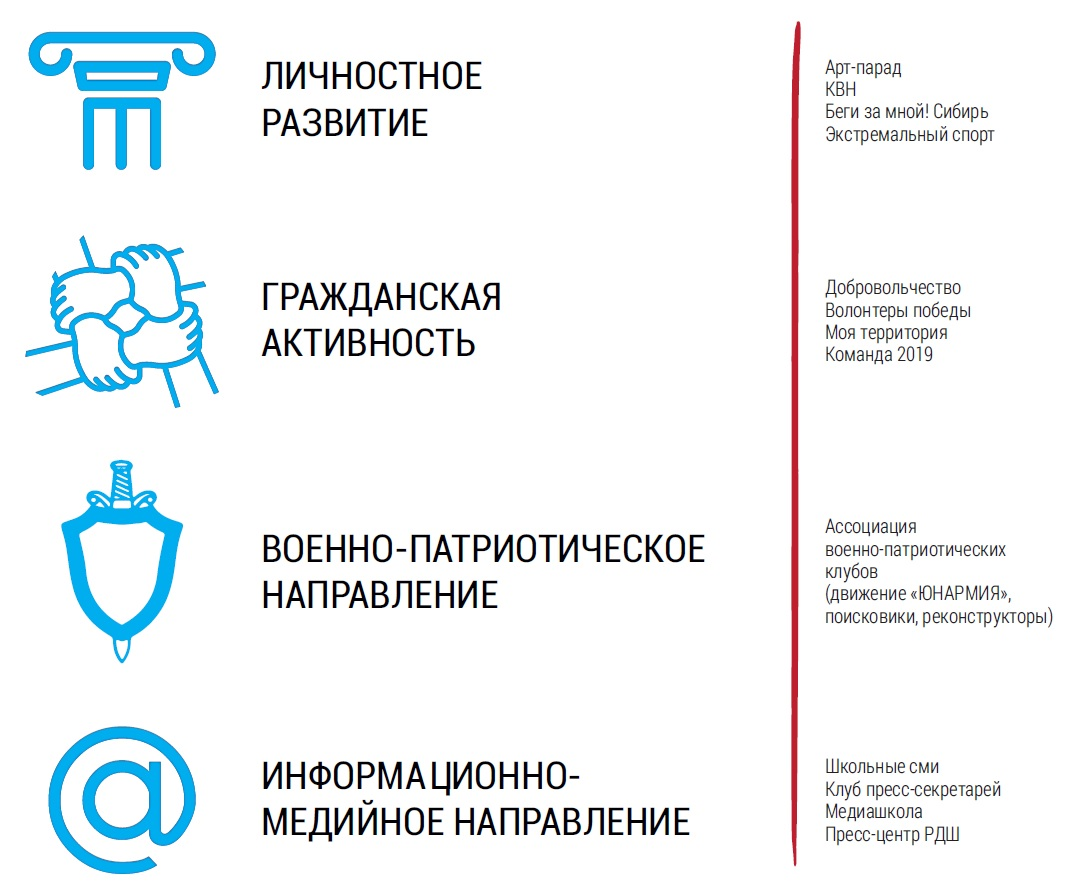 ЛИЧНОСТНОЕ
РАЗВИТИЕ
Арт-парад
КВН
Беги за мной! Сибирь
Экстремальный спорт
ГРАЖДАНСКАЯ
АКТИВНОСТЬ
Добровольчество
Волонтеры победы
Моя территория
Команда 2019
ВОЕННО-ПАТРИОТИЧЕСКОЕ
НАПРАВЛЕНИЕ
Ассоциация
военно-патриотических
клубов
(движение «ЮНАРМИЯ»,
поисковики, реконструкторы)
ИНФОРМАЦИОННО-
МЕДИЙНОЕ НАПРАВЛЕНИЕ
Школьные сми
Клуб пресс-секретарей
Медиашкола
Пресс-центр РДШ